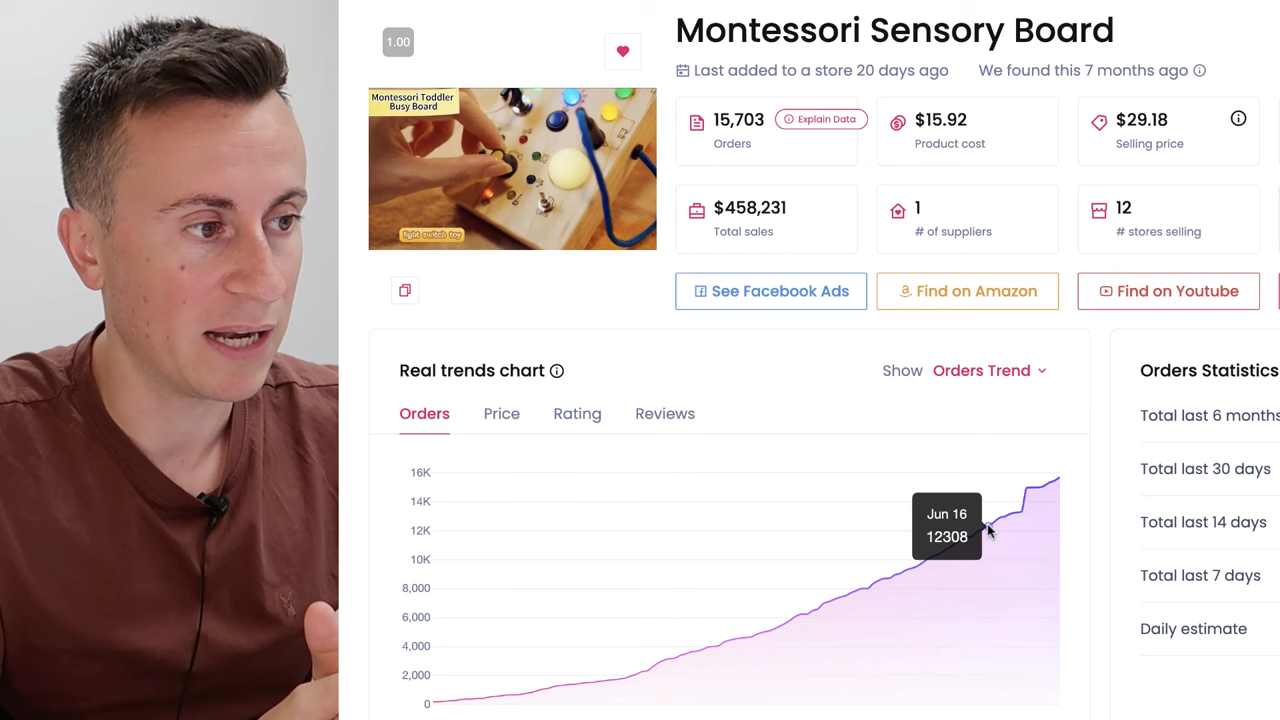 Montessori Sensory Board
1.00
Last added to a store 20 days ago
We found this 7 months ago
Montessori Toddler
Busy Board
light switch toy
15,703
Explain Data
Orders
$15.92
Product cost
$29.18
Selling price
$458,231
Total sales
1
# of suppliers
12
# stores selling
See Facebook Ads
Find on Amazon
Find on Youtube
Real trends chart
Show Orders Trend
Orders
Price
Rating
Reviews
16K
14K
12K
10K
8,000
6,000
4,000
2,000
0
Jun 16
12308
Orders Statistics
Total last 6 months
Total last 30 days
Total last 14 days
Total last 7 days
Daily estimate